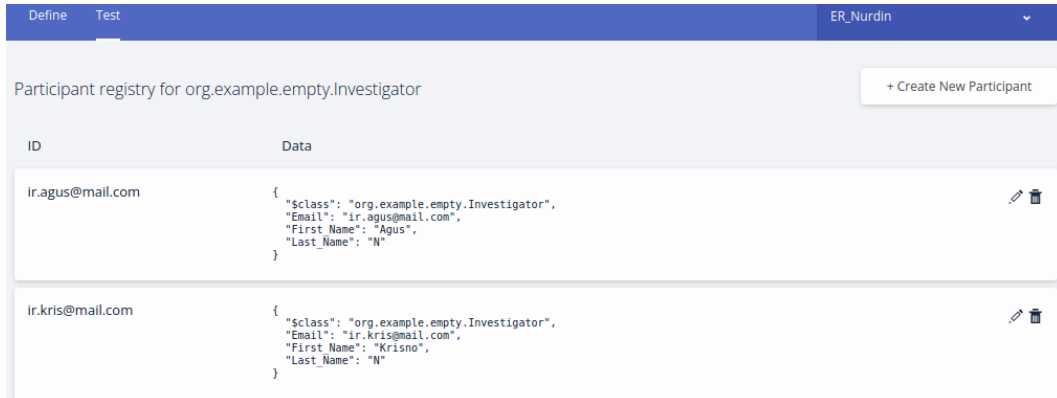 Define Test ER_Nurdin
Participant registry for org.example.empty.Investigator + Create New Participant
ID Data
ir.agus@mail.com
{
"$class": "org.example.empty.Investigator",
"Email": "ir.agus@mail.com",
"First_Name": "Agus",
"Last_Name": "N"
}
ir.kris@mail.com
{
"$class": "org.example.empty.Investigator",
"Email": "ir.kris@mail.com",
"First_Name": "Krisno",
"Last_Name": "N"
}